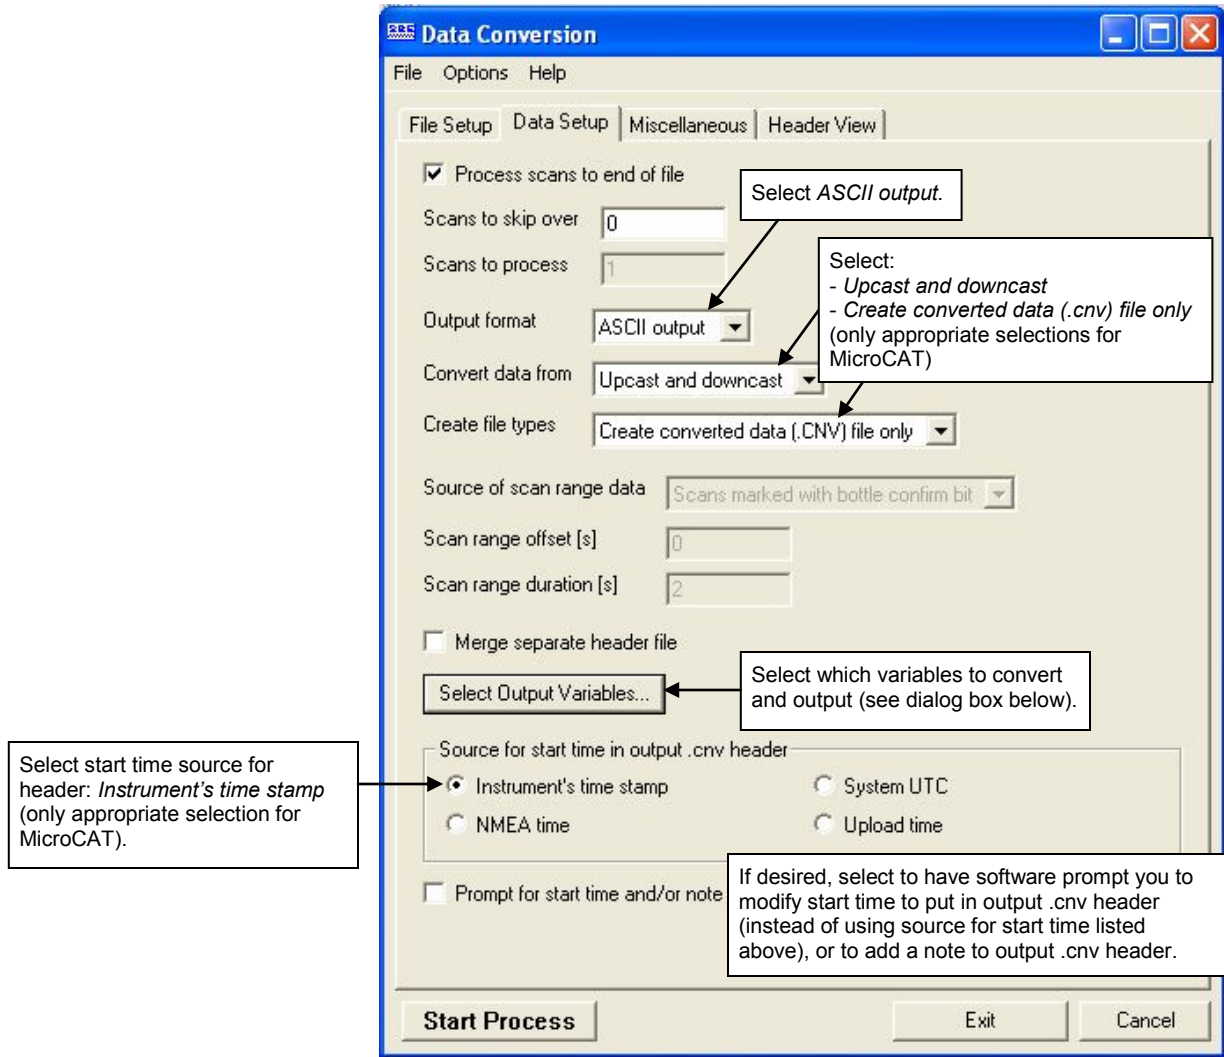 Data Conversion
File Options Help
File Setup Data Setup Miscellaneous Header View
Process scans to end of file
Select ASCII output.
Scans to skip over 0
Scans to process 1
Select:
- Upcast and downcast
- Create converted data (.cnv) file only
(only appropriate selections for
MicroCAT)
Output format ASCII output
Convert data from Upcast and downcast
Create file types Create converted data (.CNV) file only
Source of scan range data Scans marked with bottle confirm bit
Scan range offset [s] 0
Scan range duration [s] 2
Merge separate header file
Select Output Variables...
Select which variables to convert
and output (see dialog box below).
Source for start time in output .cnv header
Select start time source for
header: Instrument's time stamp
(only appropriate selection for
MicroCAT).
Instrument's time stamp System UTC
NMEA time Upload time
Prompt for start time and/or note
If desired, select to have software prompt you to
modify start time to put in output .cnv header
(instead of using source for start time listed
above), or to add a note to output .cnv header.
Start Process Exit Cancel